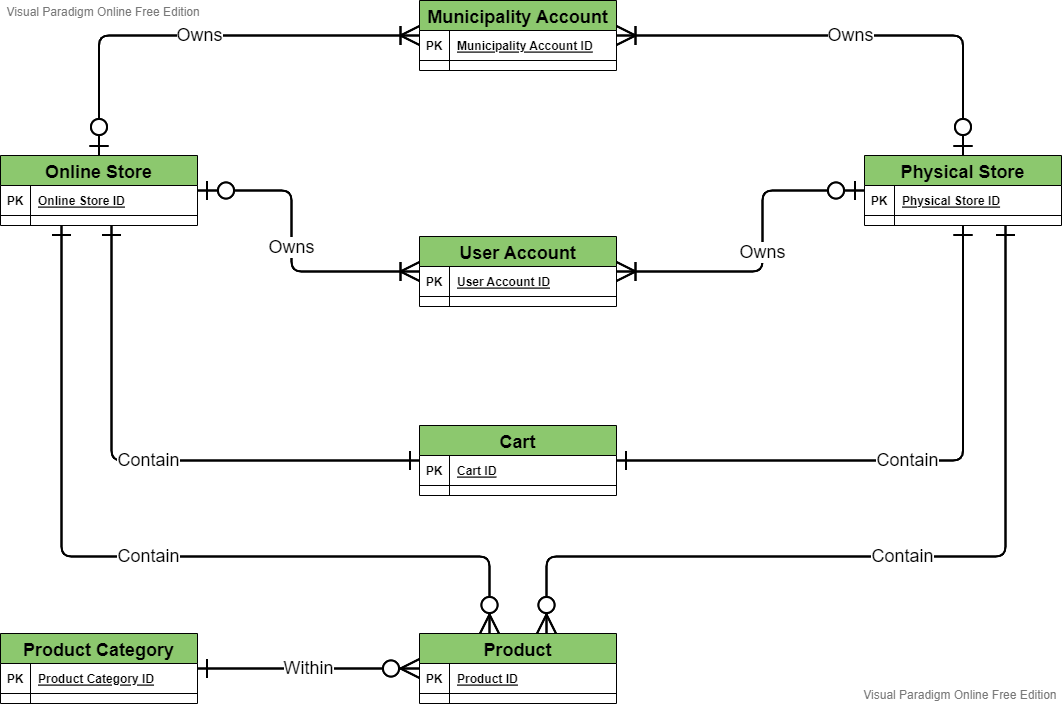 Visual Paradigm Online Free Edition
Municipality Account
PK Municipality Account ID
Owns
Owns
Online Store
PK Online Store ID
Physical Store
PK Physical Store ID
Owns
Owns
User Account
PK User Account ID
Cart
PK Cart ID
Contain
Contain
Contain
Contain
Product Category
PK Product Category ID
Within
Product
PK Product ID
Visual Paradigm Online Free Edition